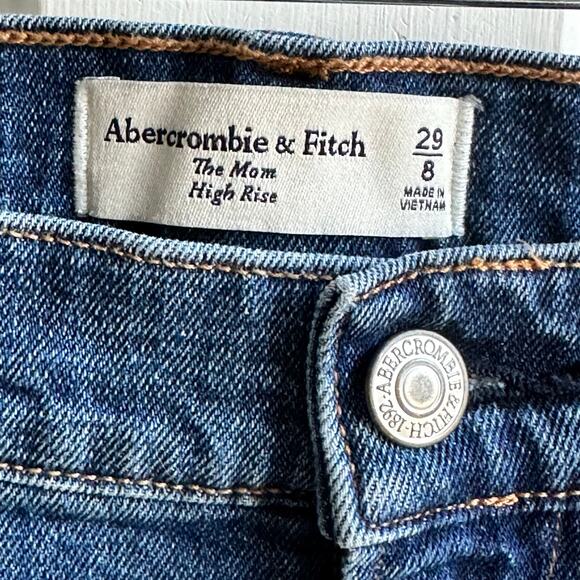 Abercrombie & Fitch
The Mom
High Rise
29
8
MADE IN
VIETNAM
ABERCROMBIE & FITCH · 1892 ·